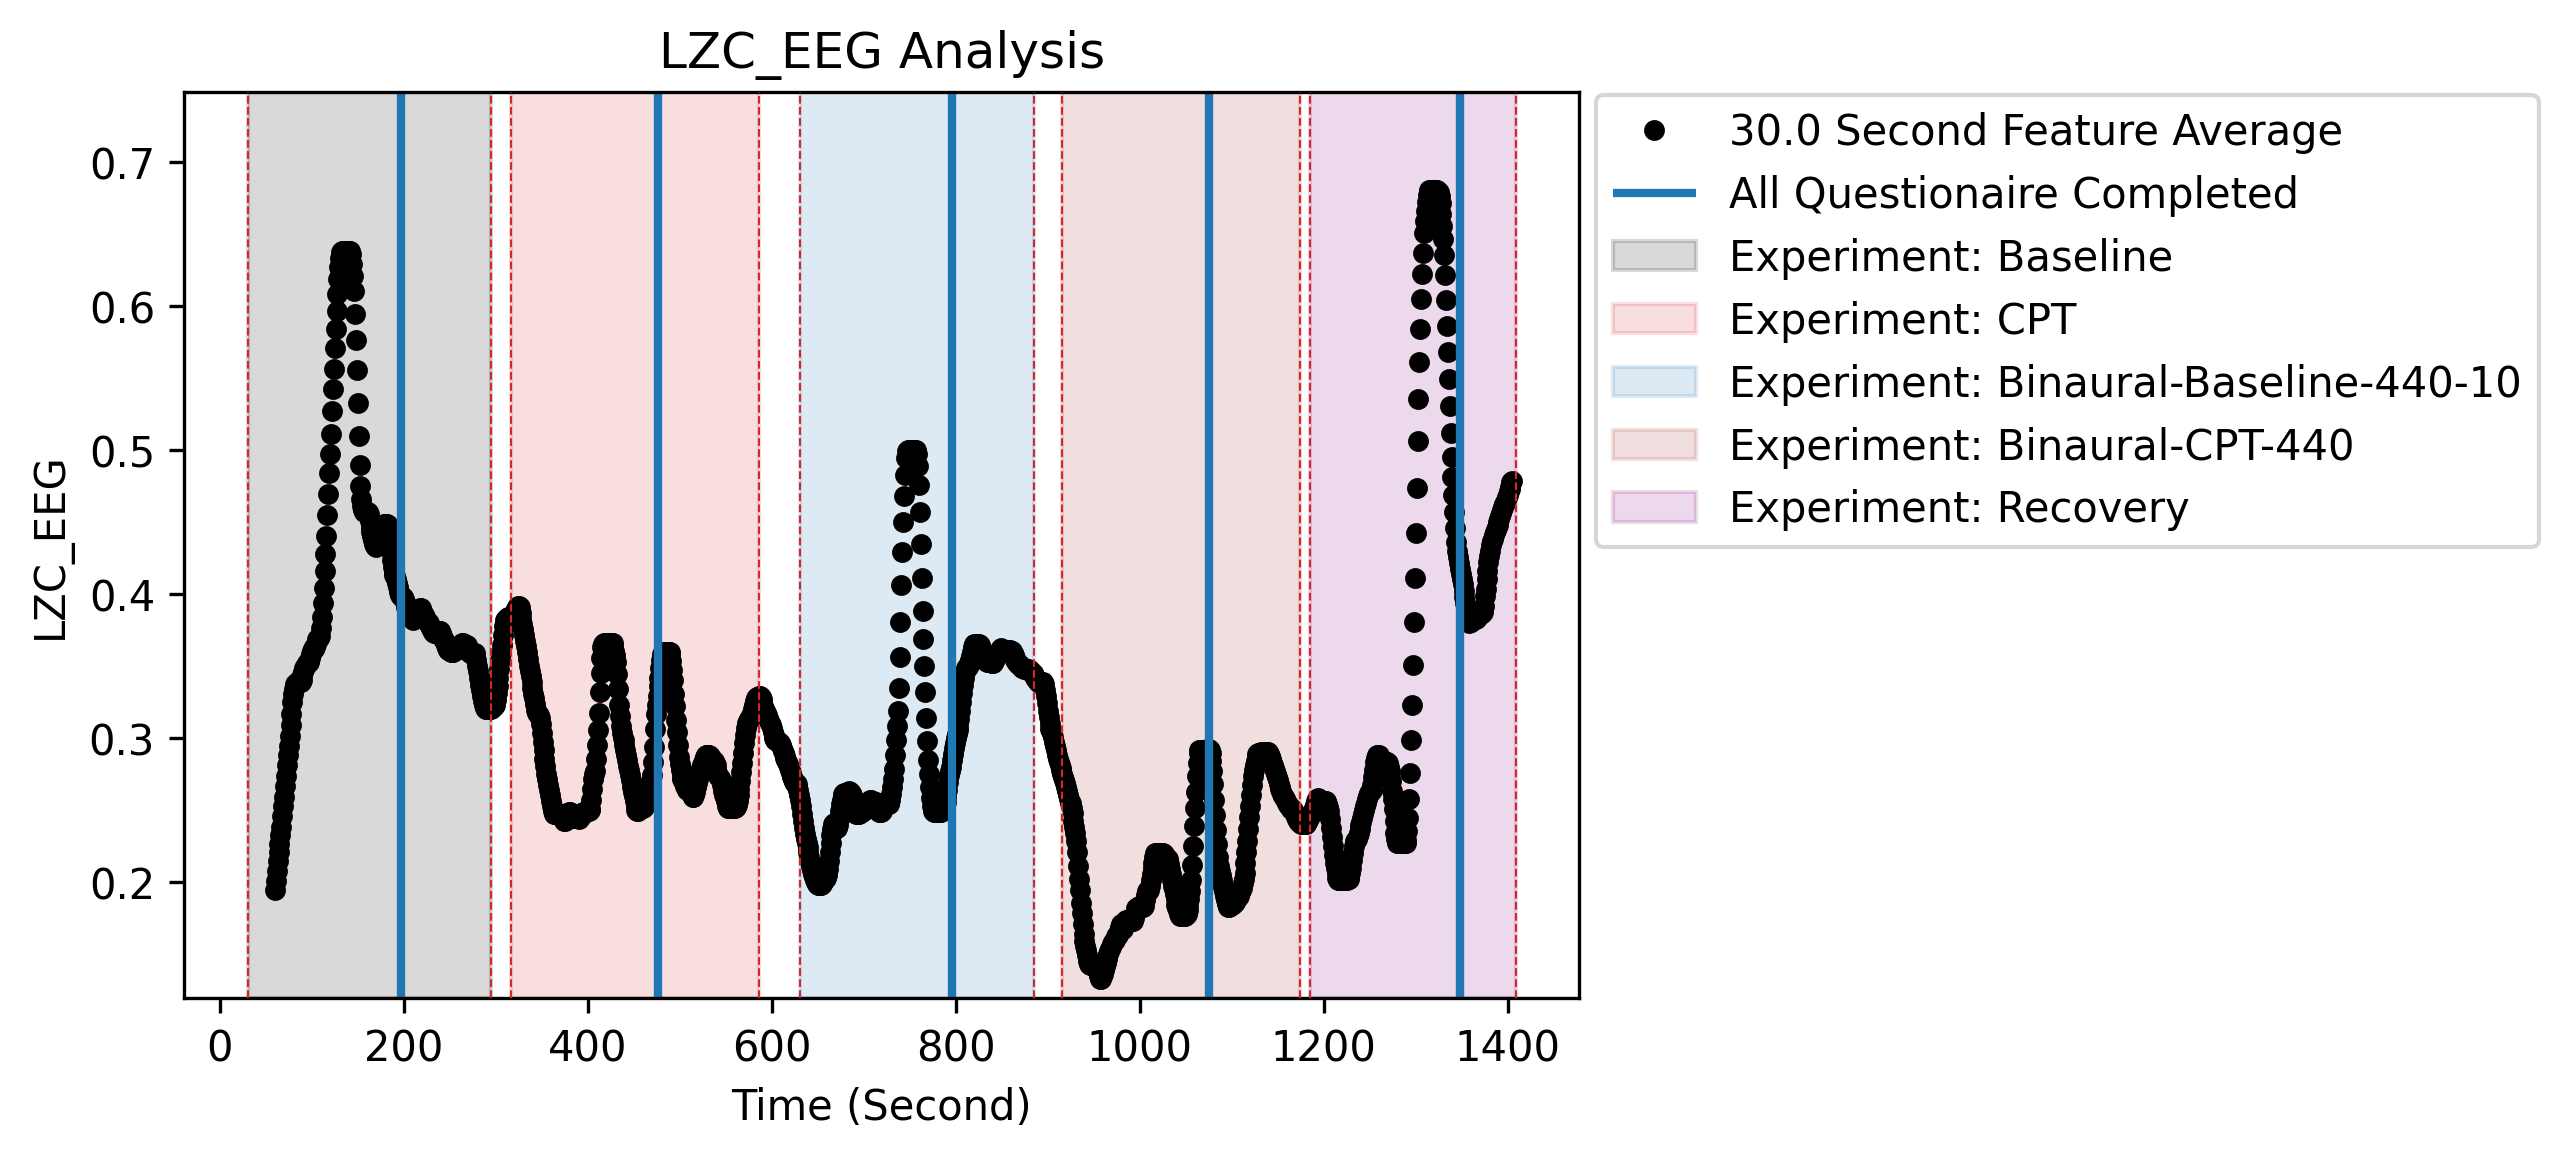 LZC_EEG Analysis
LZC_EEG
0.7
0.6
0.5
0.4
0.3
0.2
0
200
400
600
800
1000
1200
1400
Time (Second)
30.0 Second Feature Average
All Questionaire Completed
Experiment: Baseline
Experiment: CPT
Experiment: Binaural-Baseline-440-10
Experiment: Binaural-CPT-440
Experiment: Recovery